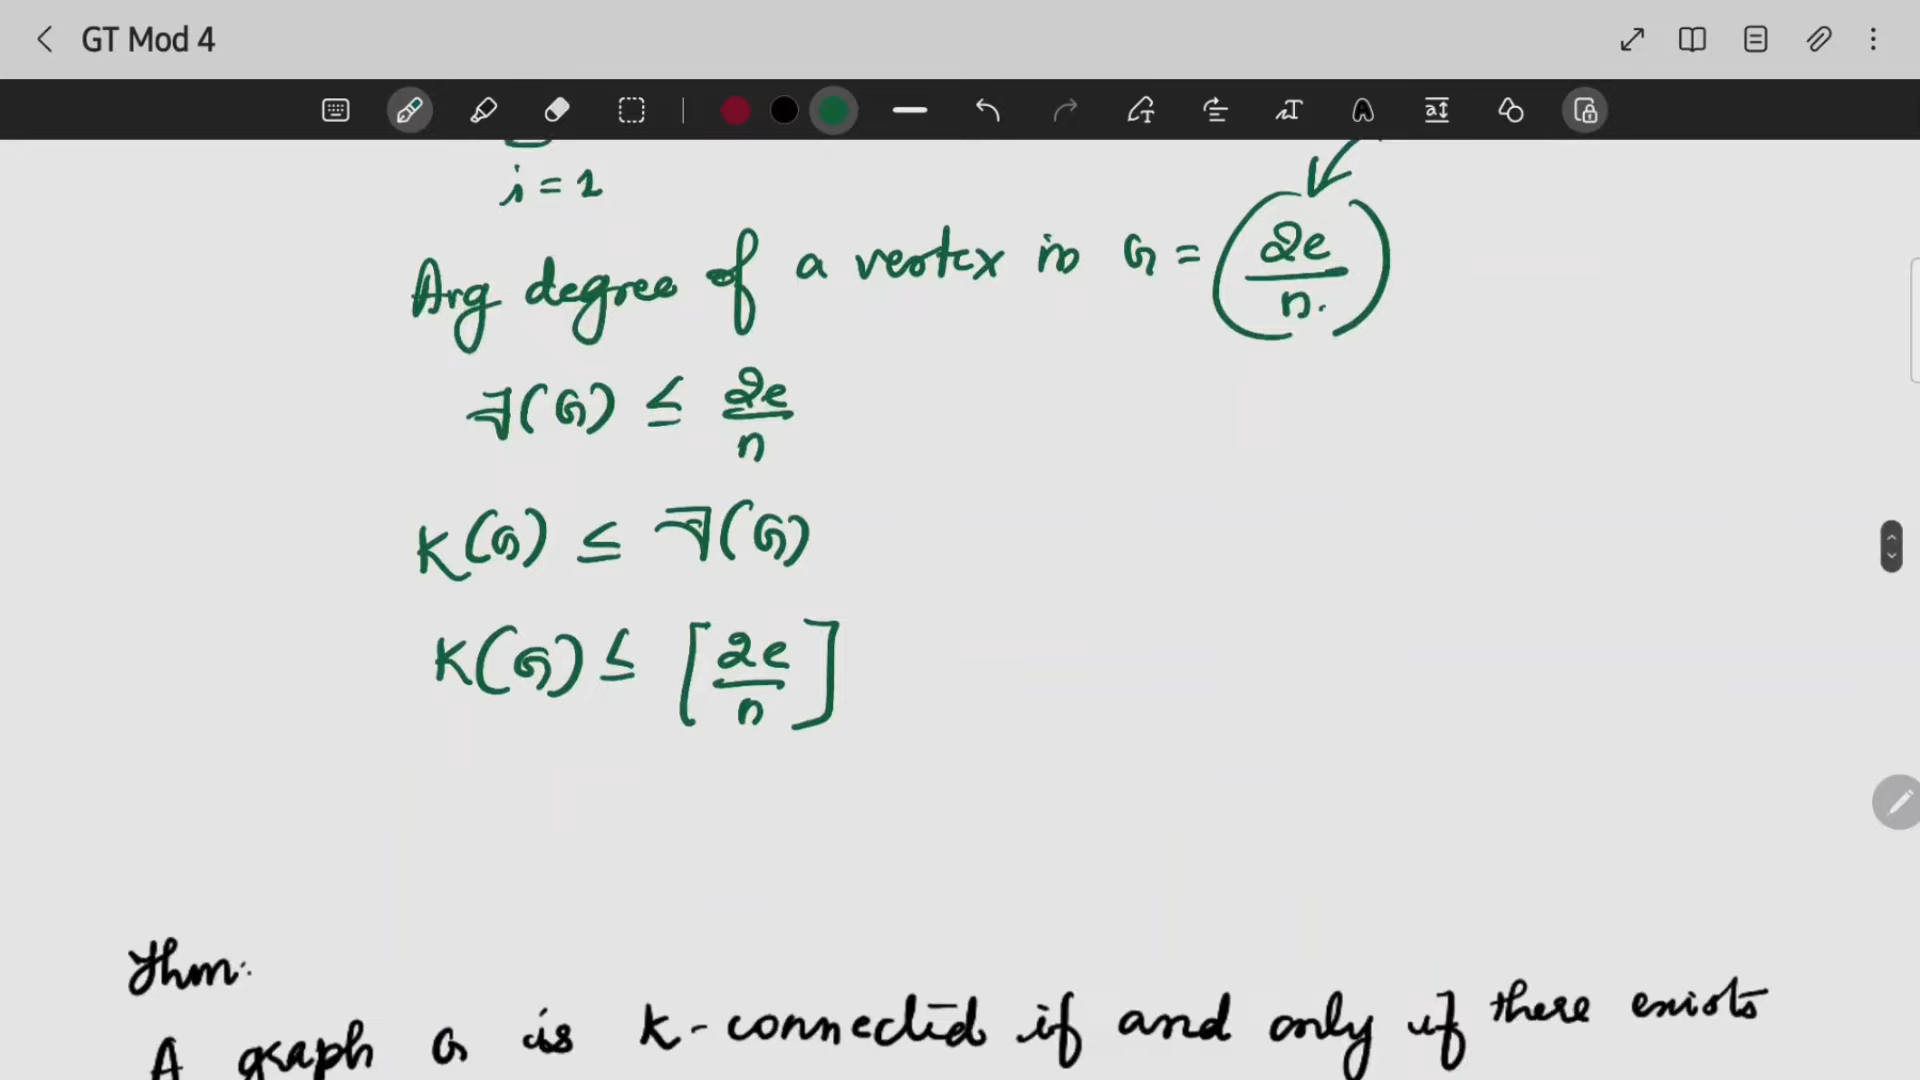 GT Mod 4
i = 1
Avg degree of a vertex in G = (2e/n)
λ(G) ≤ 2e/n
K(G) ≤ λ(G)
K(G) ≤ [2e/n]
Thm:
A graph G is K-connected if and only if there exists